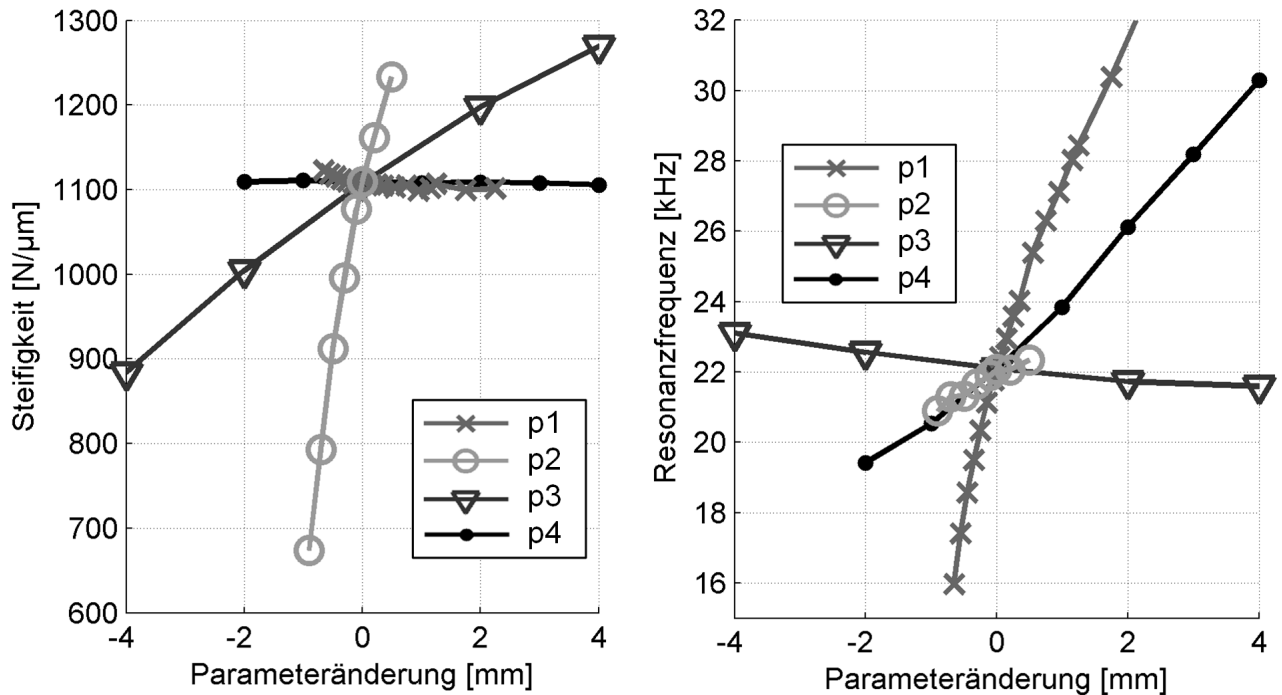 Steifigkeit [N/µm]
1300
1200
1100
1000
900
800
700
600
-4 -2 0 2 4
Parameteränderung [mm]
p1
p2
p3
p4
Resonanzfrequenz [kHz]
32
30
28
26
24
22
20
18
16
-4 -2 0 2 4
Parameteränderung [mm]
p1
p2
p3
p4